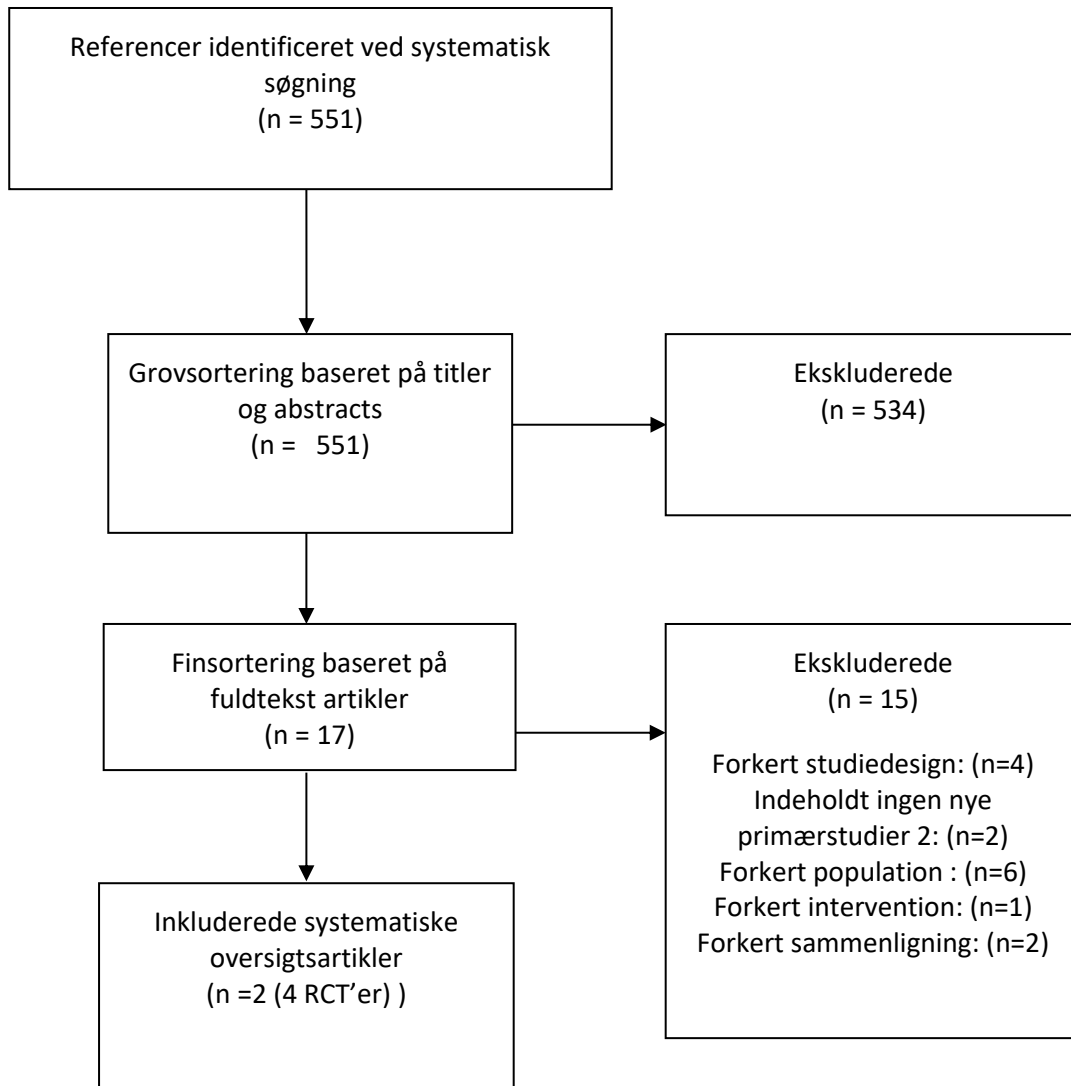 Referencer identificeret ved systematisk
søgning
(n = 551)
Grovsortering baseret på titler
og abstracts
(n =   551)
Ekskluderede
(n = 534)
Finsortering baseret på
fuldtekst artikler
(n = 17)
Ekskluderede
(n = 15)
Forkert studiedesign: (n=4)
Indeholdt ingen nye
primærstudier 2: (n=2)
Forkert population : (n=6)
Forkert intervention: (n=1)
Forkert sammenligning: (n=2)
Inkluderede systematiske
oversigtsartikler
(n =2 (4 RCT’er) )